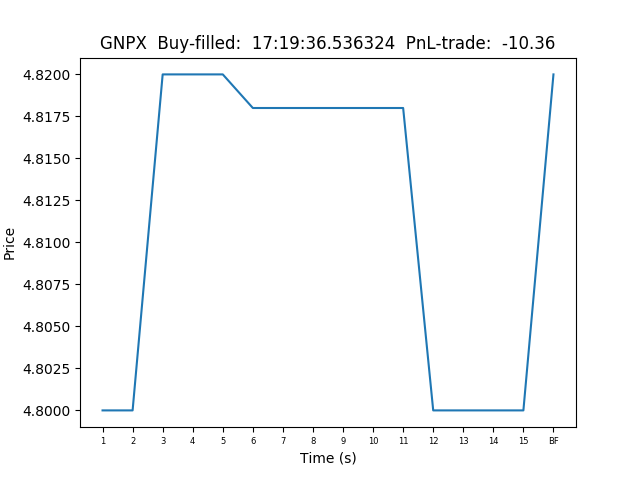 GNPX  Buy-filled:  17:19:36.536324  PnL-trade:  -10.36
4.8200
4.8175
4.8150
4.8125
4.8100
4.8075
4.8050
4.8025
4.8000
Price
1 2 3 4 5 6 7 8 9 10 11 12 13 14 15 BF
Time (s)